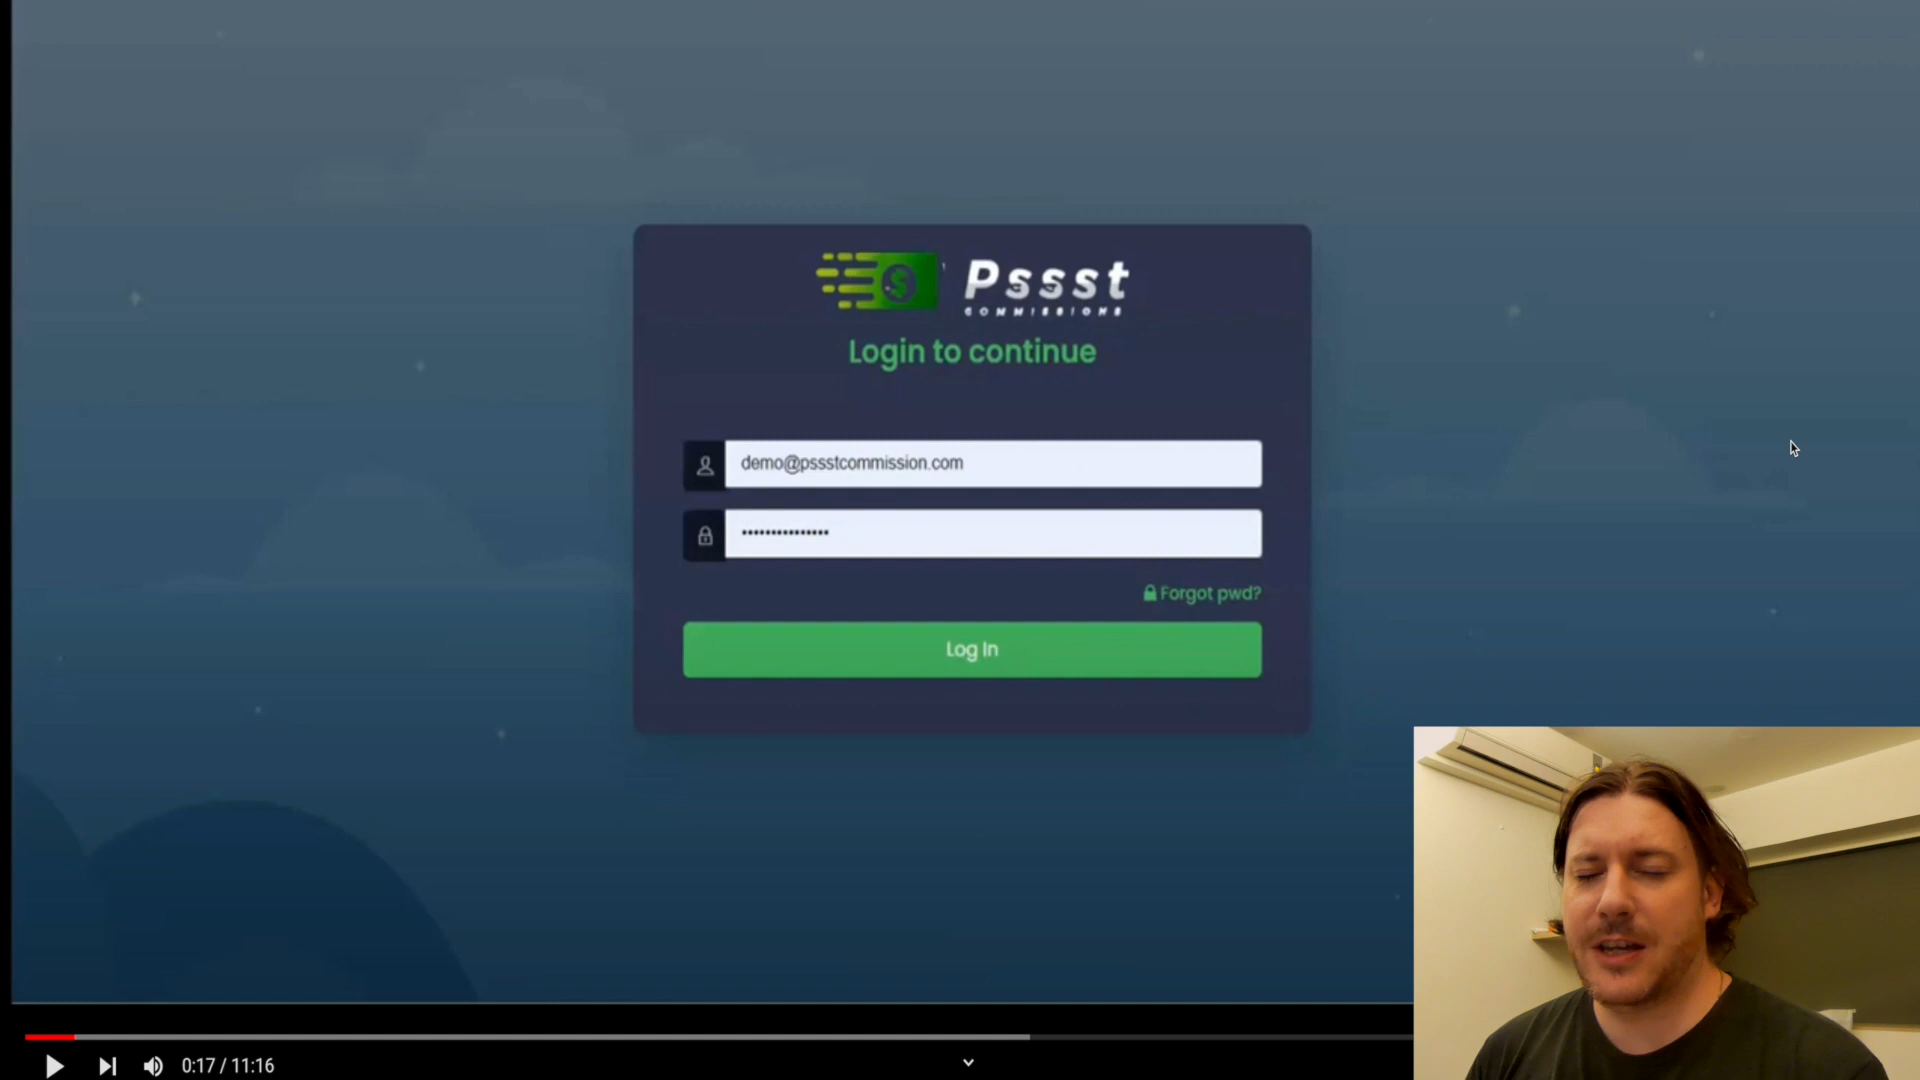 Pssst
COMMISSIONS
Login to continue
demo@pssstcommission.com
Forgot pwd?
Log In
0:17 / 11:16